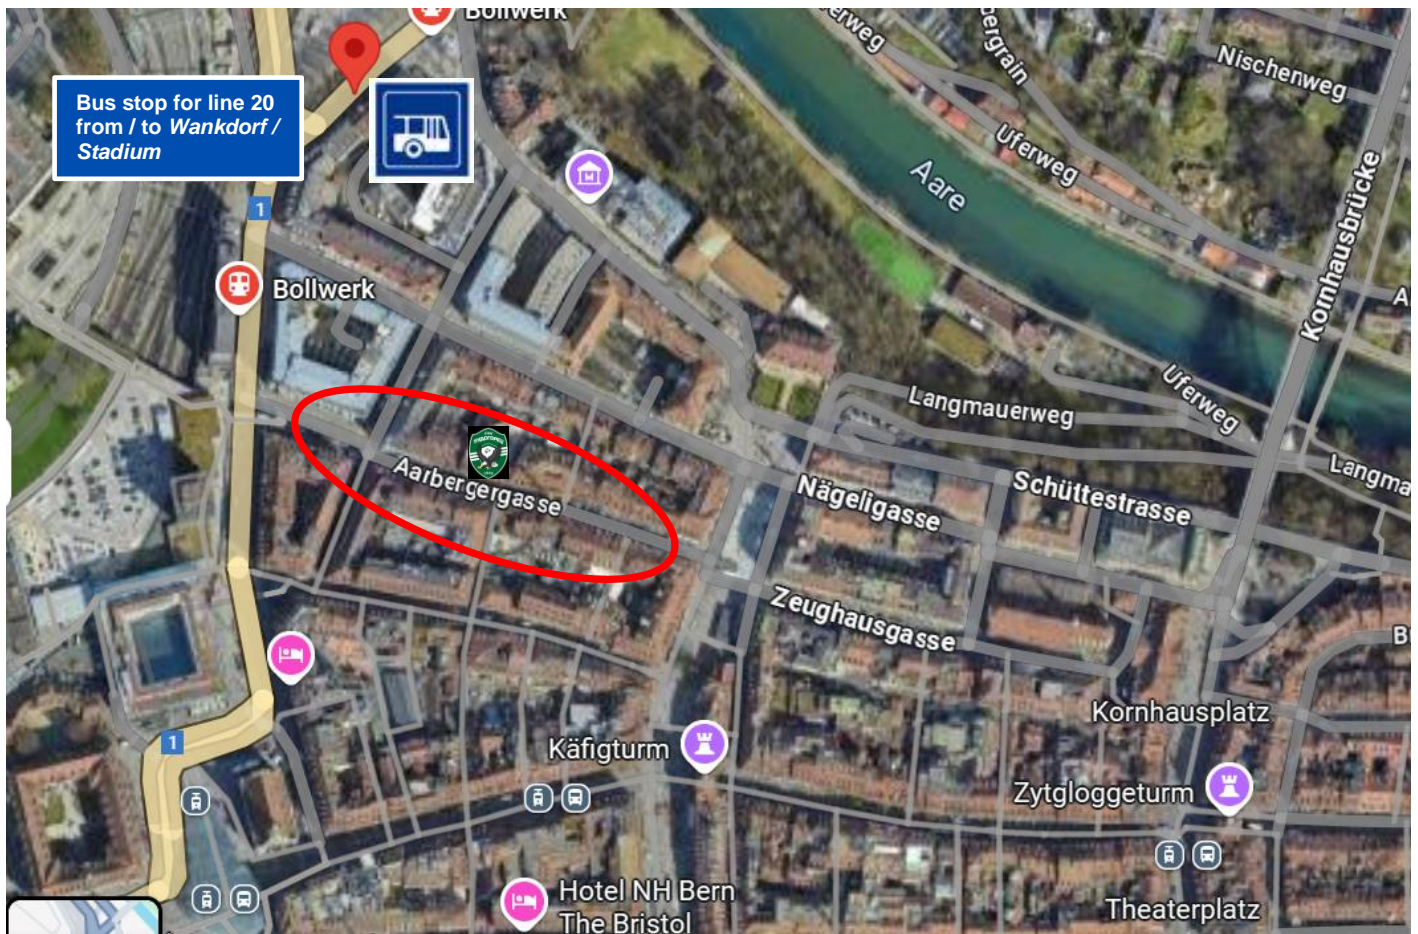 Bollwerk
Bus stop for line 20
from / to Wankdorf /
Stadium
1
Bollwerk
Nischenweg
Uferweg
Aare
Kornhausbrücke
Uferweg
Langmauerweg
Aarbergergasse
Nägeligasse
Schüttestrasse
Zeughausgasse
1
Käfigturm
Kornhausplatz
Zytgloggeturm
Hotel NH Bern
The Bristol
Theaterplatz